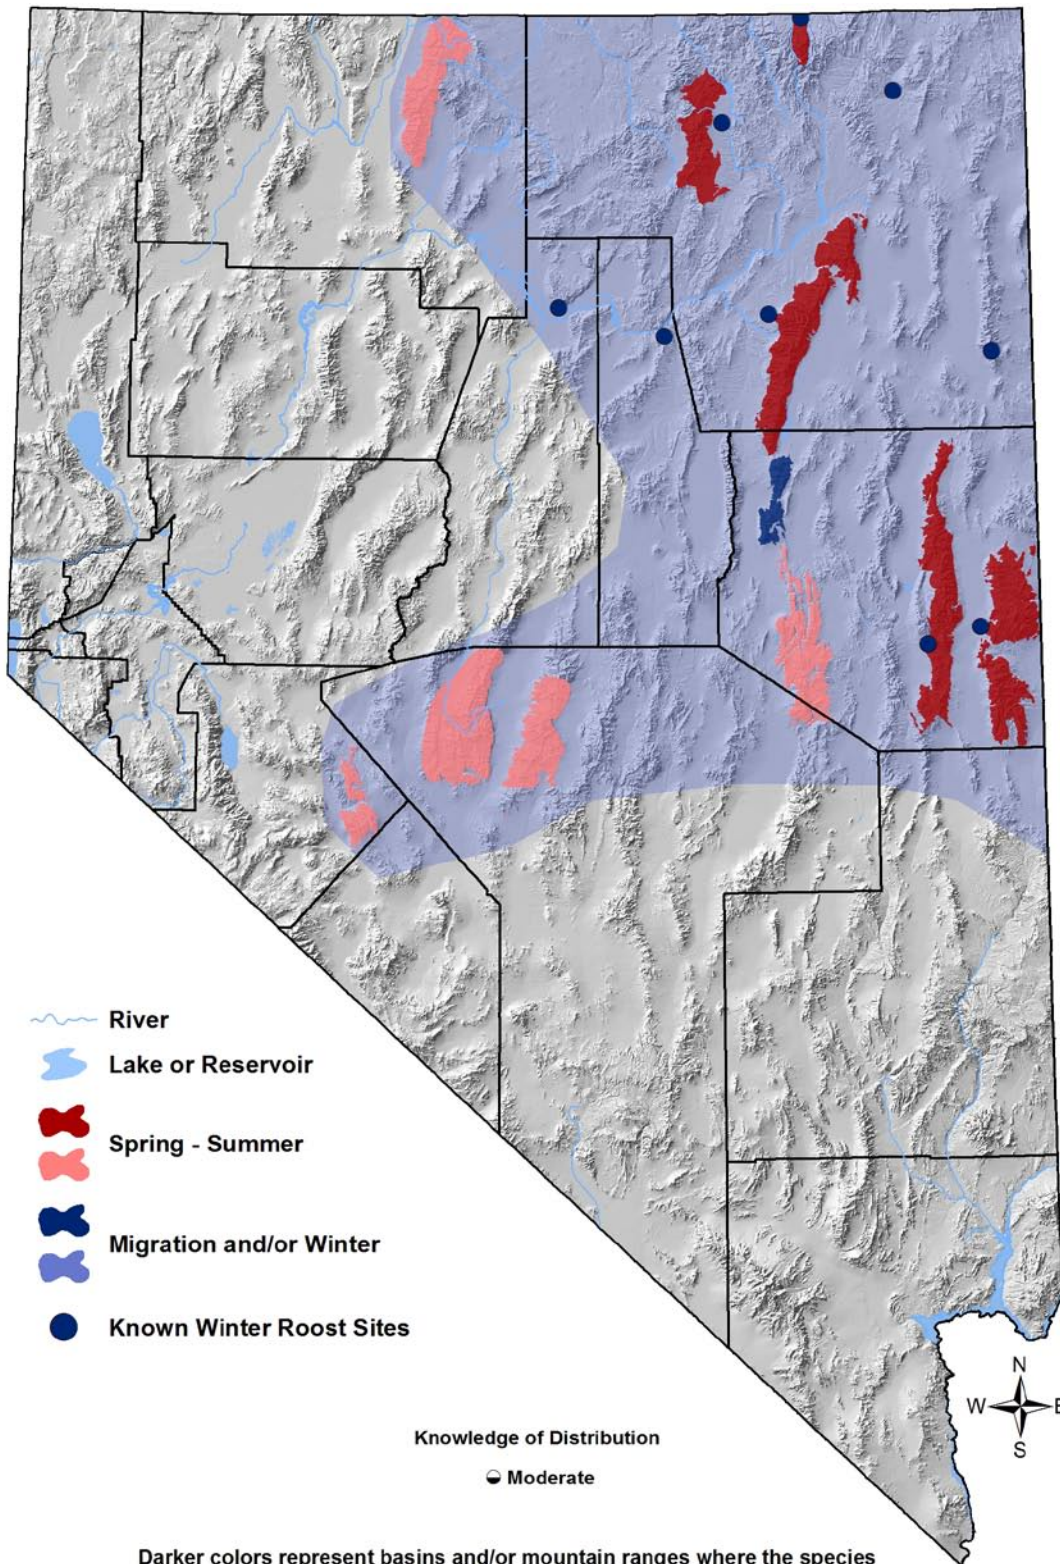 River
Lake or Reservoir
Spring - Summer
Migration and/or Winter
Known Winter Roost Sites
N
W E
S
Knowledge of Distribution
Moderate
Darker colors represent basins and/or mountain ranges where the species